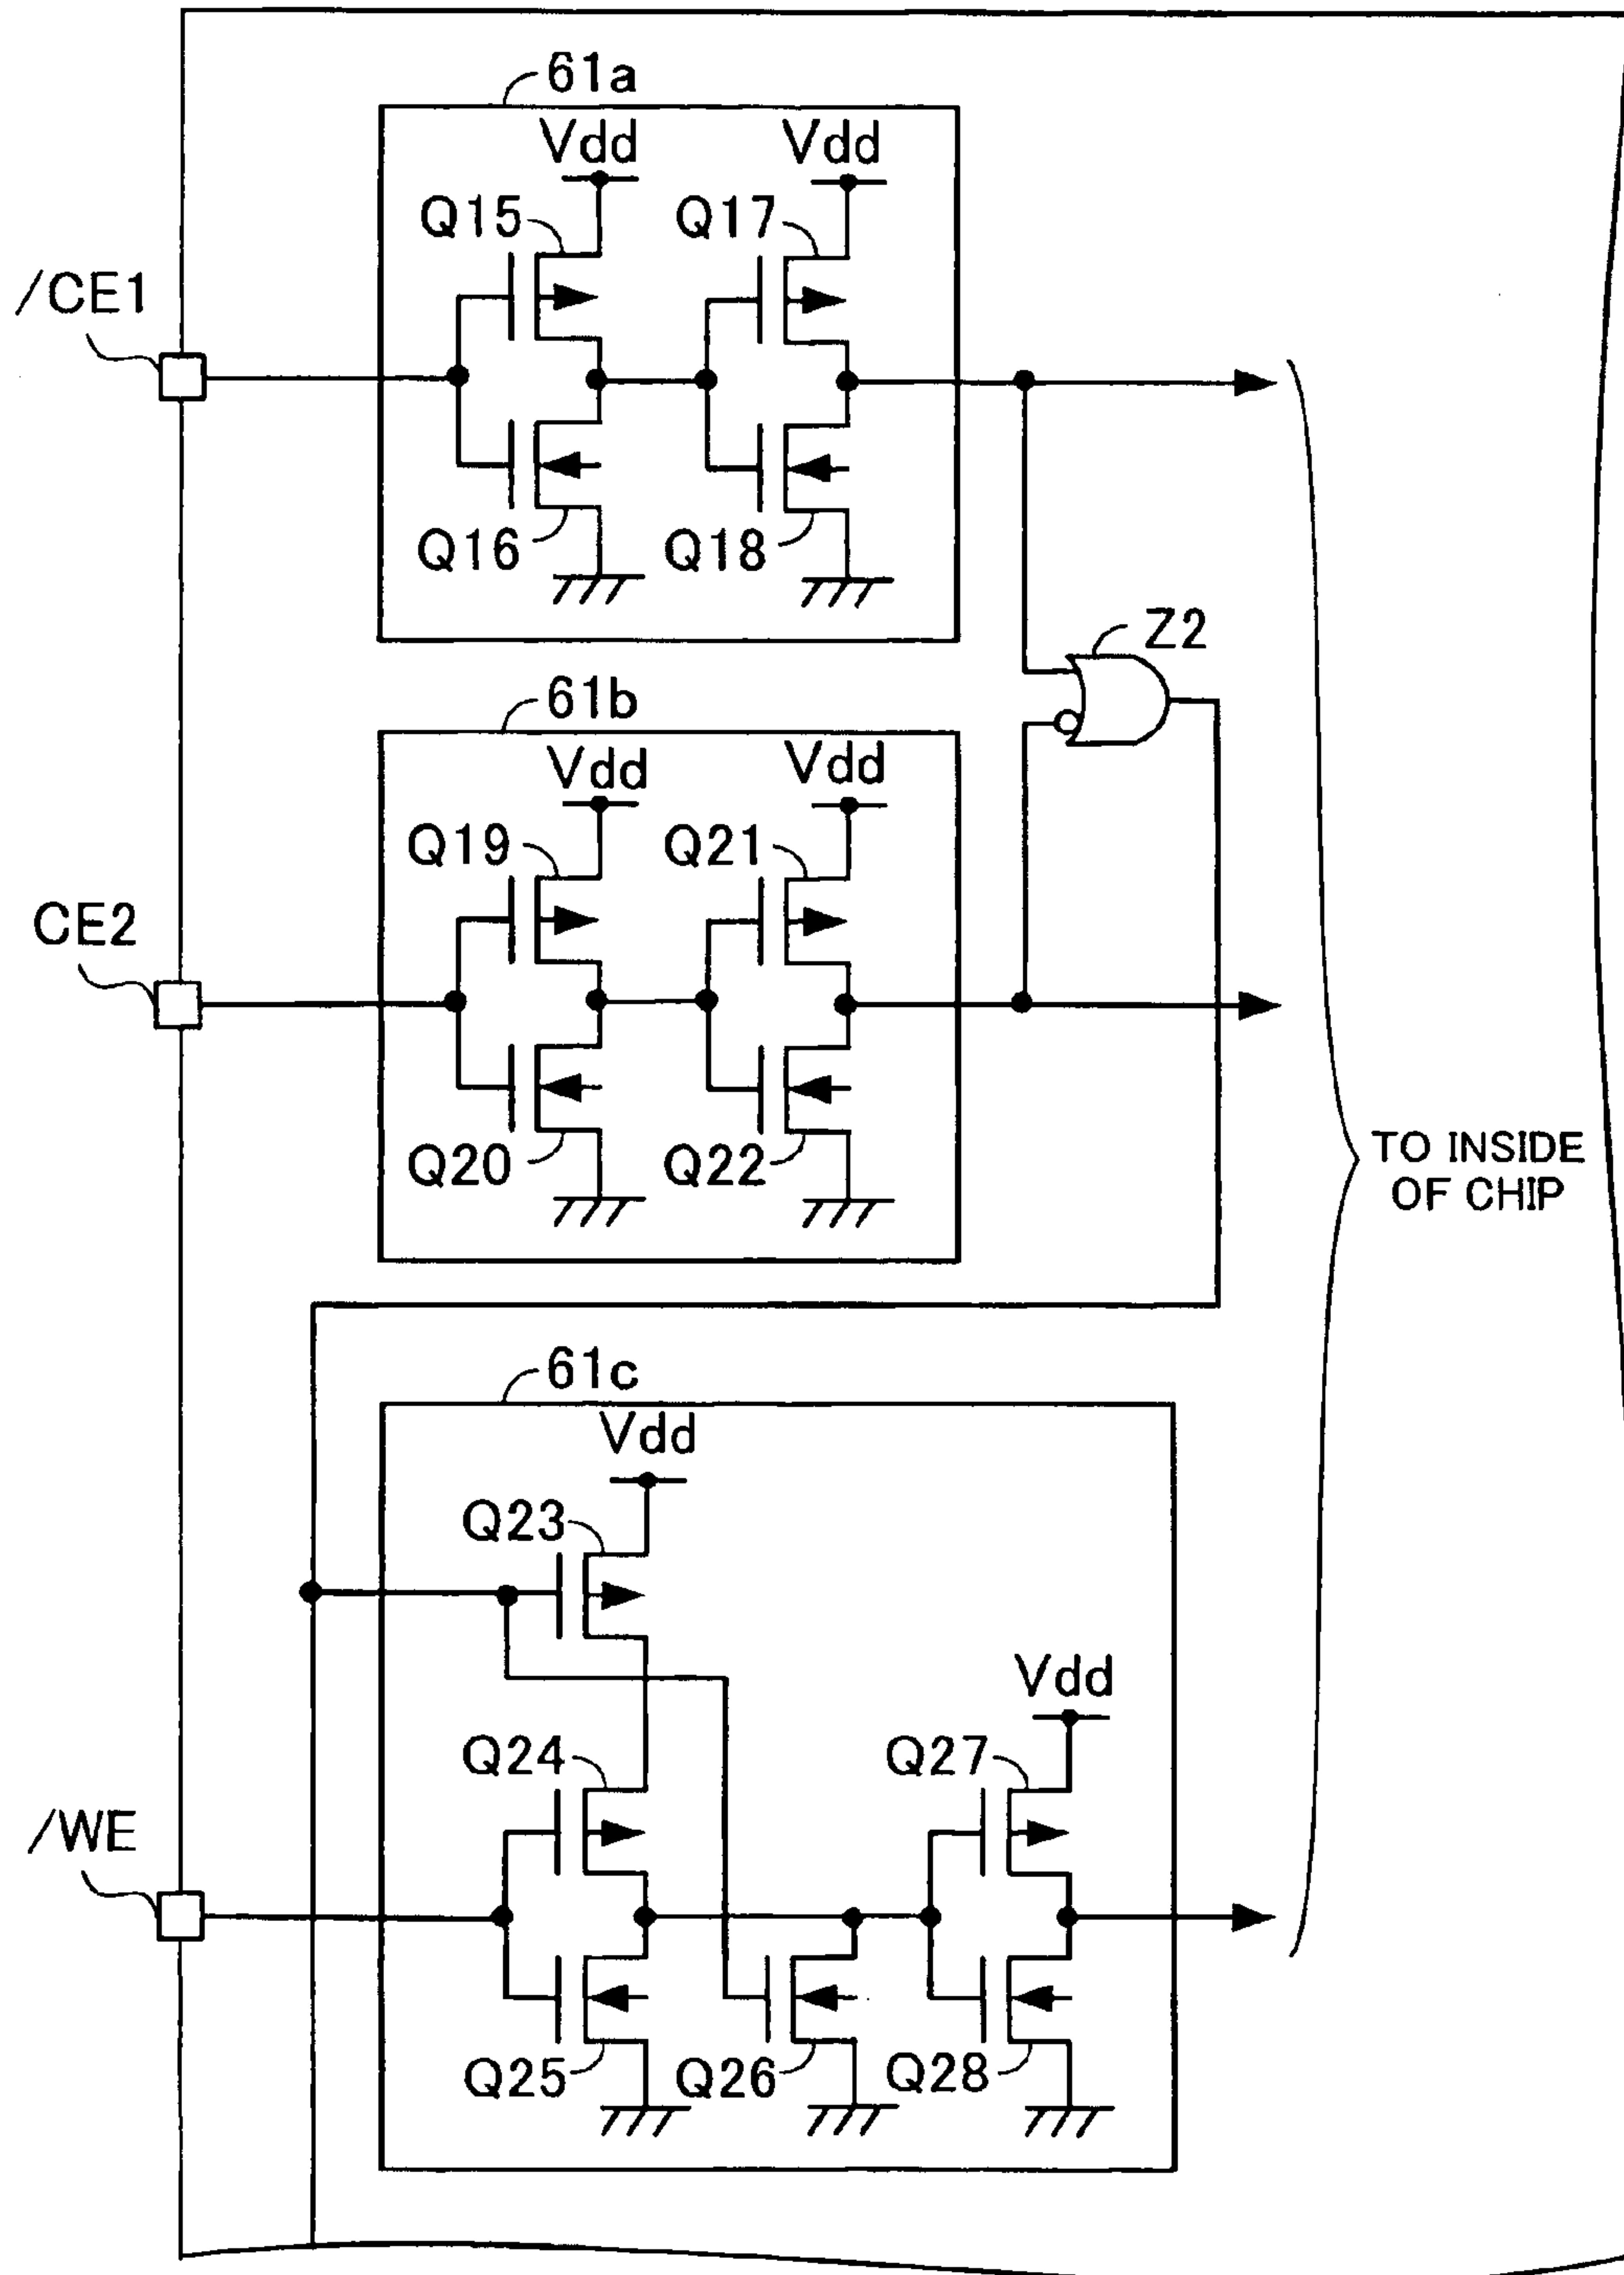 61a
Vdd
Vdd
Q15
Q17
/CE1
Q16
Q18
Z2
61b
Vdd
Vdd
Q19
Q21
CE2
Q20
Q22
TO INSIDE
OF CHIP
61c
Vdd
Q23
Vdd
Q24
Q27
/WE
Q25
Q26
Q28